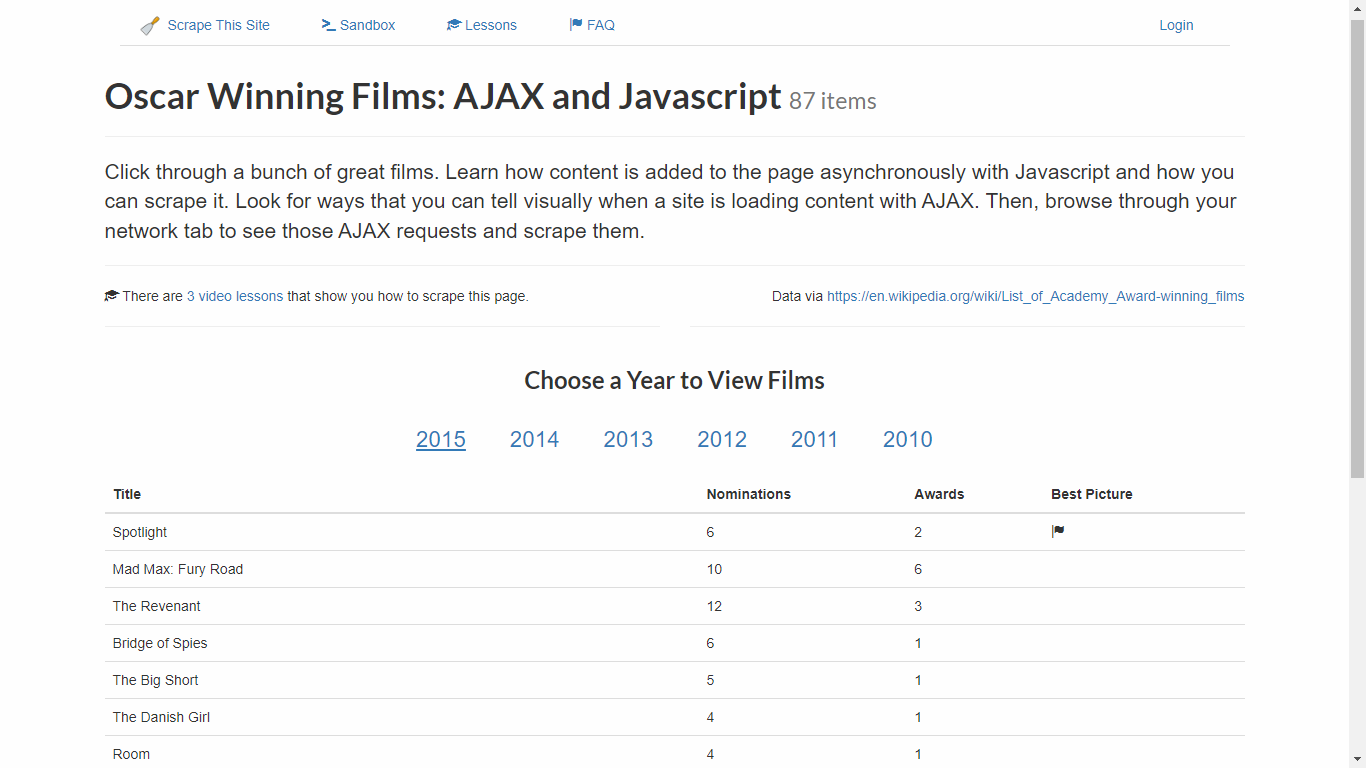 Scrape This Site Sandbox Lessons FAQ Login
Oscar Winning Films: AJAX and Javascript 87 items
Click through a bunch of great films. Learn how content is added to the page asynchronously with Javascript and how you
can scrape it. Look for ways that you can tell visually when a site is loading content with AJAX. Then, browse through your
network tab to see those AJAX requests and scrape them.
There are 3 video lessons that show you how to scrape this page.
Data via https://en.wikipedia.org/wiki/List_of_Academy_Award-winning_films
Choose a Year to View Films
2015 2014 2013 2012 2011 2010
Title Nominations Awards Best Picture
Spotlight 6 2
Mad Max: Fury Road 10 6
The Revenant 12 3
Bridge of Spies 6 1
The Big Short 5 1
The Danish Girl 4 1
Room 4 1